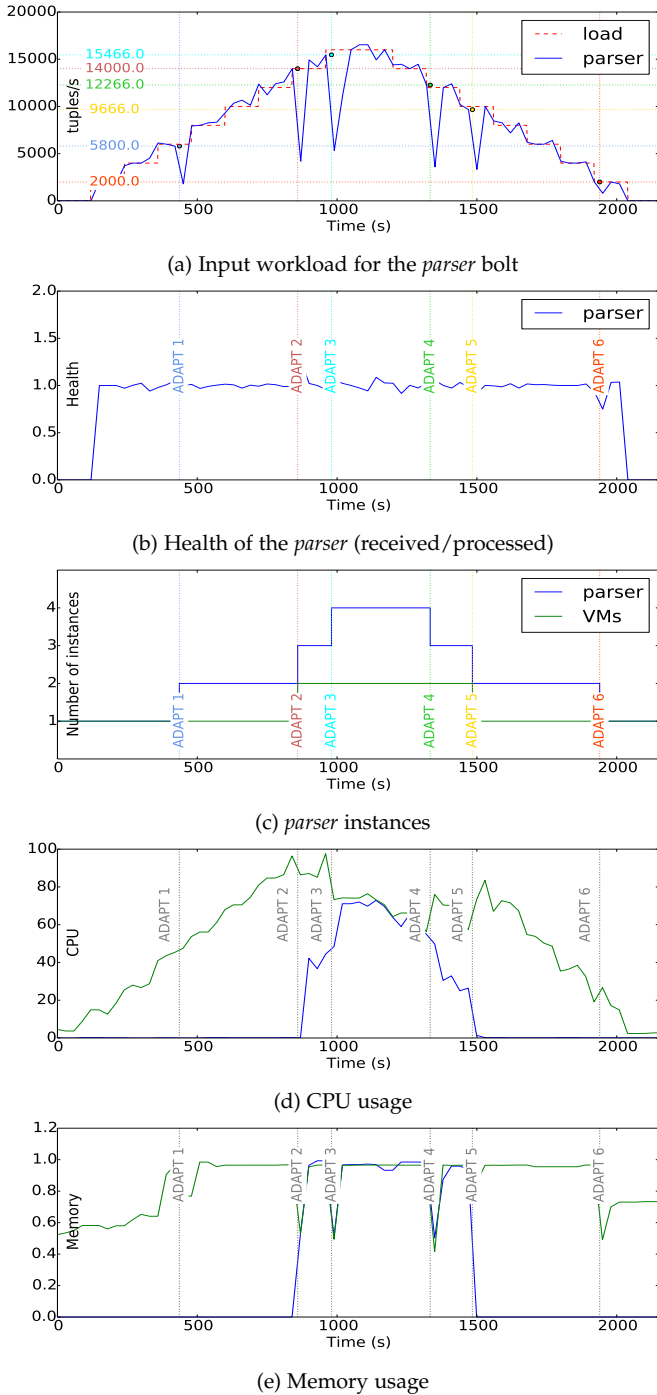 20000
15000
10000
5000
0
tuples/s
15466.0
14000.0
12266.0
9666.0
5800.0
2000.0
load
parser
0 500 1000 1500 2000
Time (s)
(a) Input workload for the parser bolt
2.0
1.5
1.0
0.5
0.0
Health
ADAPT 1
ADAPT 2
ADAPT 3
ADAPT 4
ADAPT 5
ADAPT 6
parser
0 500 1000 1500 2000
Time (s)
(b) Health of the parser (received/processed)
4
3
2
1
Number of instances
ADAPT 1
ADAPT 2
ADAPT 3
ADAPT 4
ADAPT 5
ADAPT 6
parser
VMs
0 500 1000 1500 2000
Time (s)
(c) parser instances
100
80
60
40
20
0
CPU
ADAPT 1
ADAPT 2
ADAPT 3
ADAPT 4
ADAPT 5
ADAPT 6
0 500 1000 1500 2000
Time (s)
(d) CPU usage
1.2
1.0
0.8
0.6
0.4
0.2
0.0
Memory
ADAPT 1
ADAPT 2
ADAPT 3
ADAPT 4
ADAPT 5
ADAPT 6
0 500 1000 1500 2000
Time (s)
(e) Memory usage